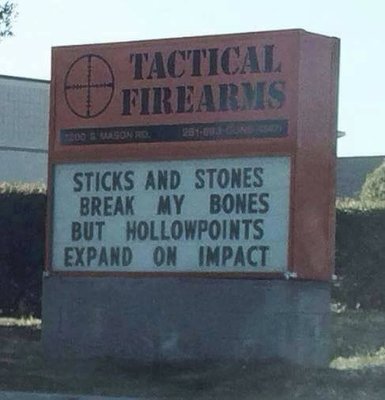 TACTICAL
FIREARMS
S. MASON RD.
STICKS AND STONES
BREAK MY BONES
BUT HOLLOWPOINTS
EXPAND ON IMPACT